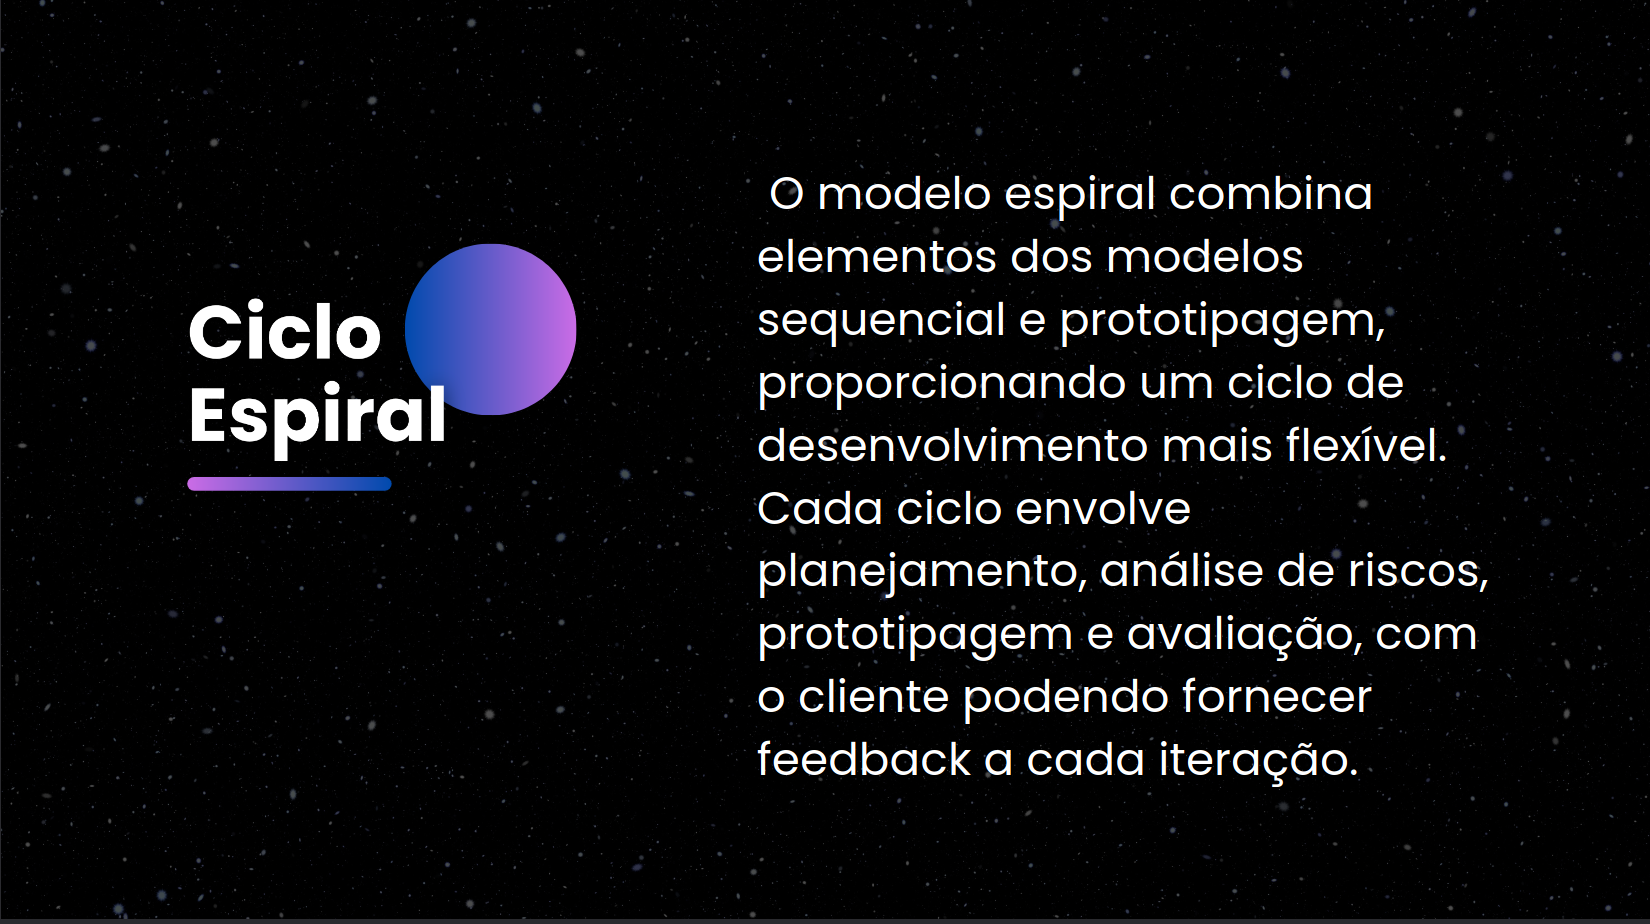 Ciclo
Espiral
O modelo espiral combina
elementos dos modelos
sequencial e prototipagem,
proporcionando um ciclo de
desenvolvimento mais flexível.
Cada ciclo envolve
planejamento, análise de riscos,
prototipagem e avaliação, com
o cliente podendo fornecer
feedback a cada iteração.